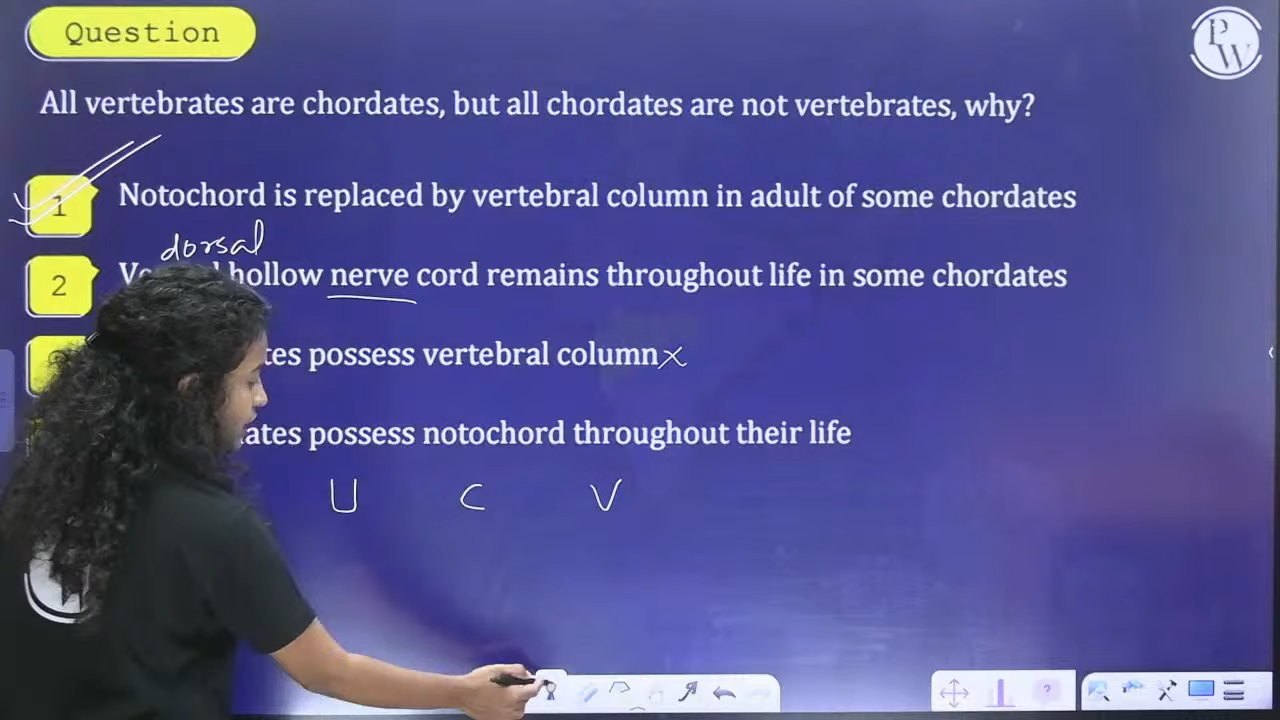 Question
PW
All vertebrates are chordates, but all chordates are not vertebrates, why?
1 Notochord is replaced by vertebral column in adult of some chordates
dorsal
2 hollow nerve cord remains throughout life in some chordates
possess vertebral column X
possess notochord throughout their life
U C V
?